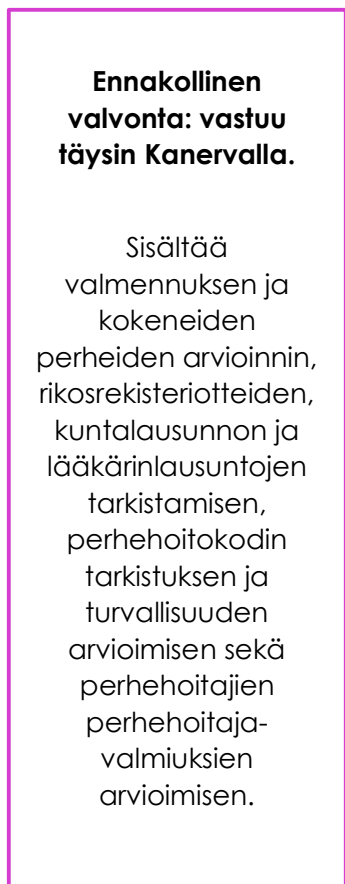 Ennakollinen
valvonta: vastuu
täysin Kanervalla.
Sisältää
valmennuksen ja
kokeneiden
perheiden arvioinnin,
rikosrekisteriotteiden,
kuntalausunnon ja
lääkärinlausuntojen
tarkistamisen,
perhehoitokodin
tarkistuksen ja
turvallisuuden
arvioimisen sekä
perhehoitajien
perhehoitaja-
valmiuksien
arvioimisen.